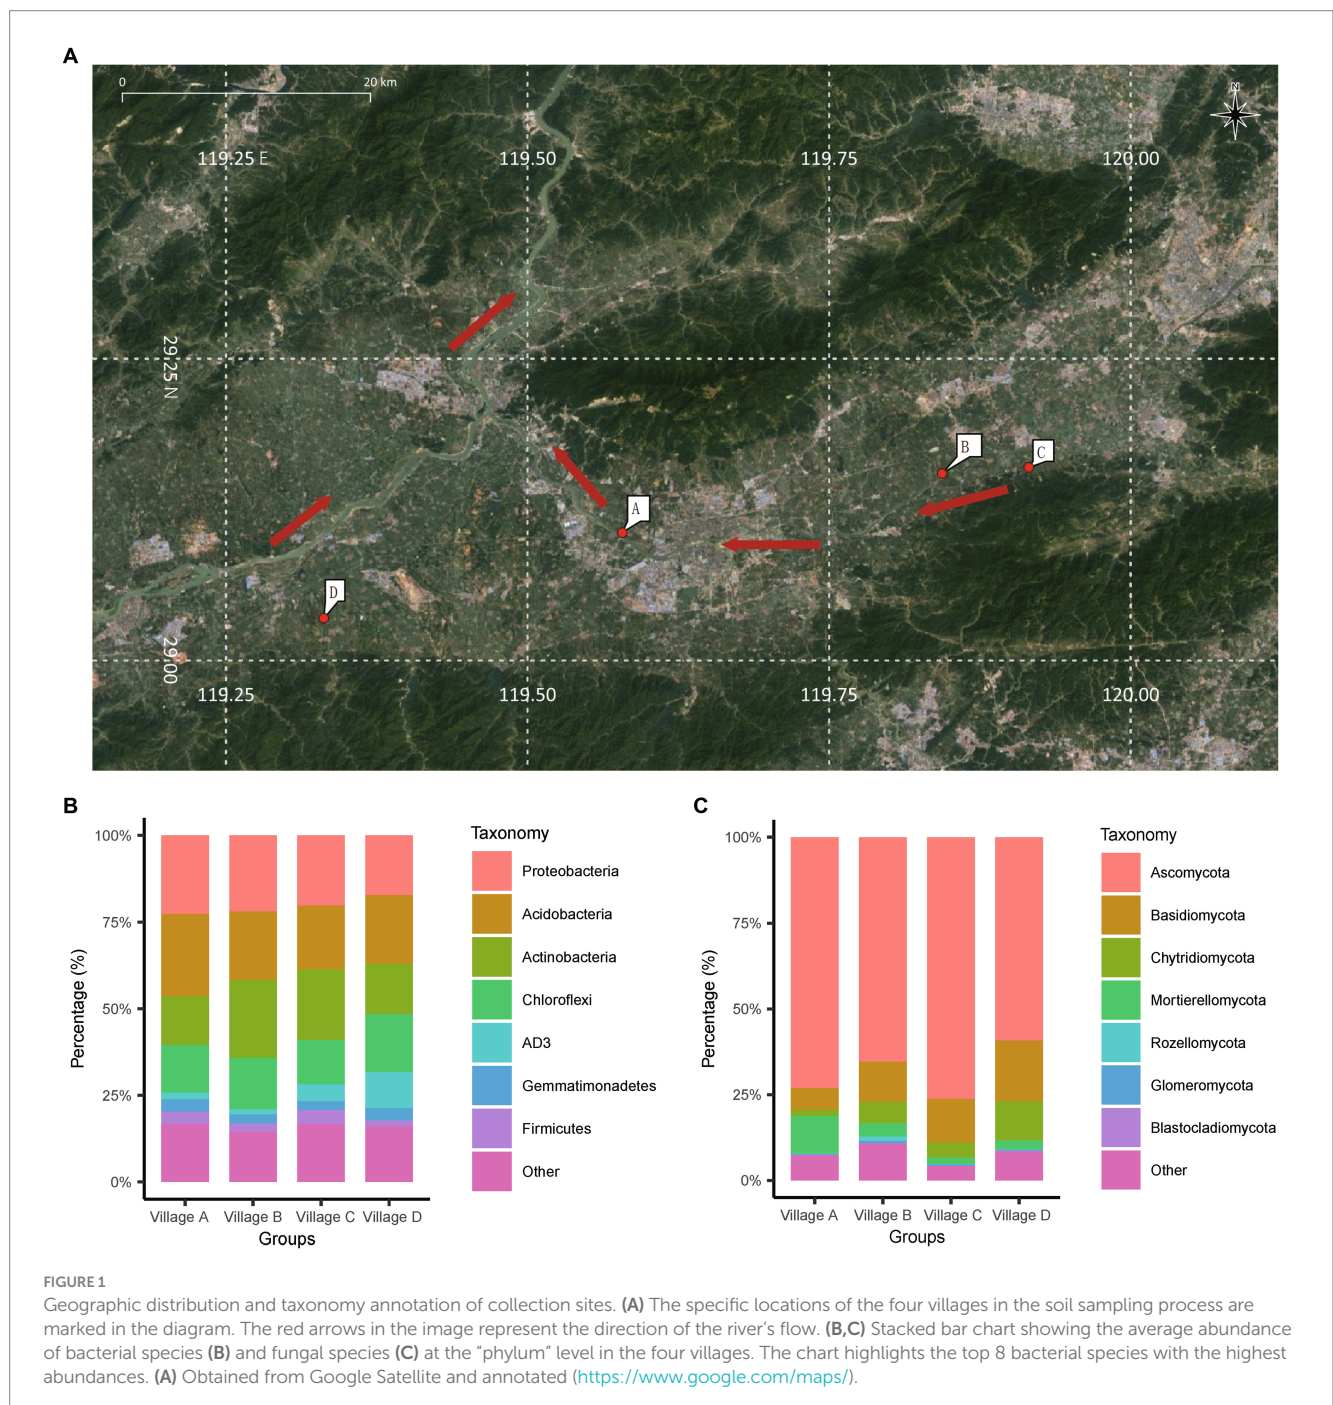 A
0 20 km
N
119.25 E 119.50 119.75 120.00
29.25 N
B
C
A
D
29.00
119.25 119.50 119.75 120.00
B
Taxonomy
100%
75%
50%
25%
0%
Percentage (%)
Proteobacteria
Acidobacteria
Actinobacteria
Chloroflexi
AD3
Gemmatimonadetes
Firmicutes
Other
Village A Village B Village C Village D
Groups
C
Taxonomy
100%
75%
50%
25%
0%
Percentage (%)
Ascomycota
Basidiomycota
Chytridiomycota
Mortierellomycota
Rozellomycota
Glomeromycota
Blastocladiomycota
Other
Village A Village B Village C Village D
Groups
FIGURE 1
Geographic distribution and taxonomy annotation of collection sites. (A) The specific locations of the four villages in the soil sampling process are
marked in the diagram. The red arrows in the image represent the direction of the river's flow. (B,C) Stacked bar chart showing the average abundance
of bacterial species (B) and fungal species (C) at the "phylum" level in the four villages. The chart highlights the top 8 bacterial species with the highest
abundances. (A) Obtained from Google Satellite and annotated (https://www.google.com/maps/).